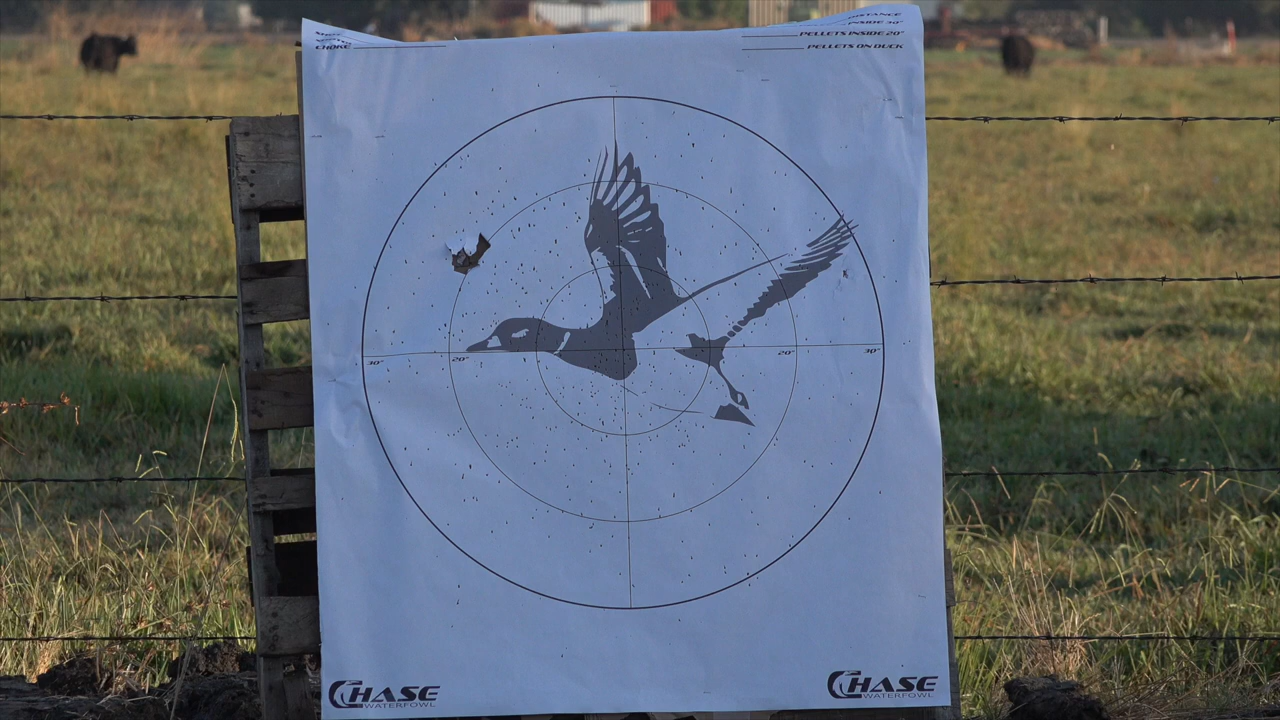 CHOKE
DISTANCE
INSIDE 30"
PELLETS INSIDE 20"
PELLETS ON DUCK
30"
20"
20"
30"
CHASE
WATERFOWL
CHASE
WATERFOWL